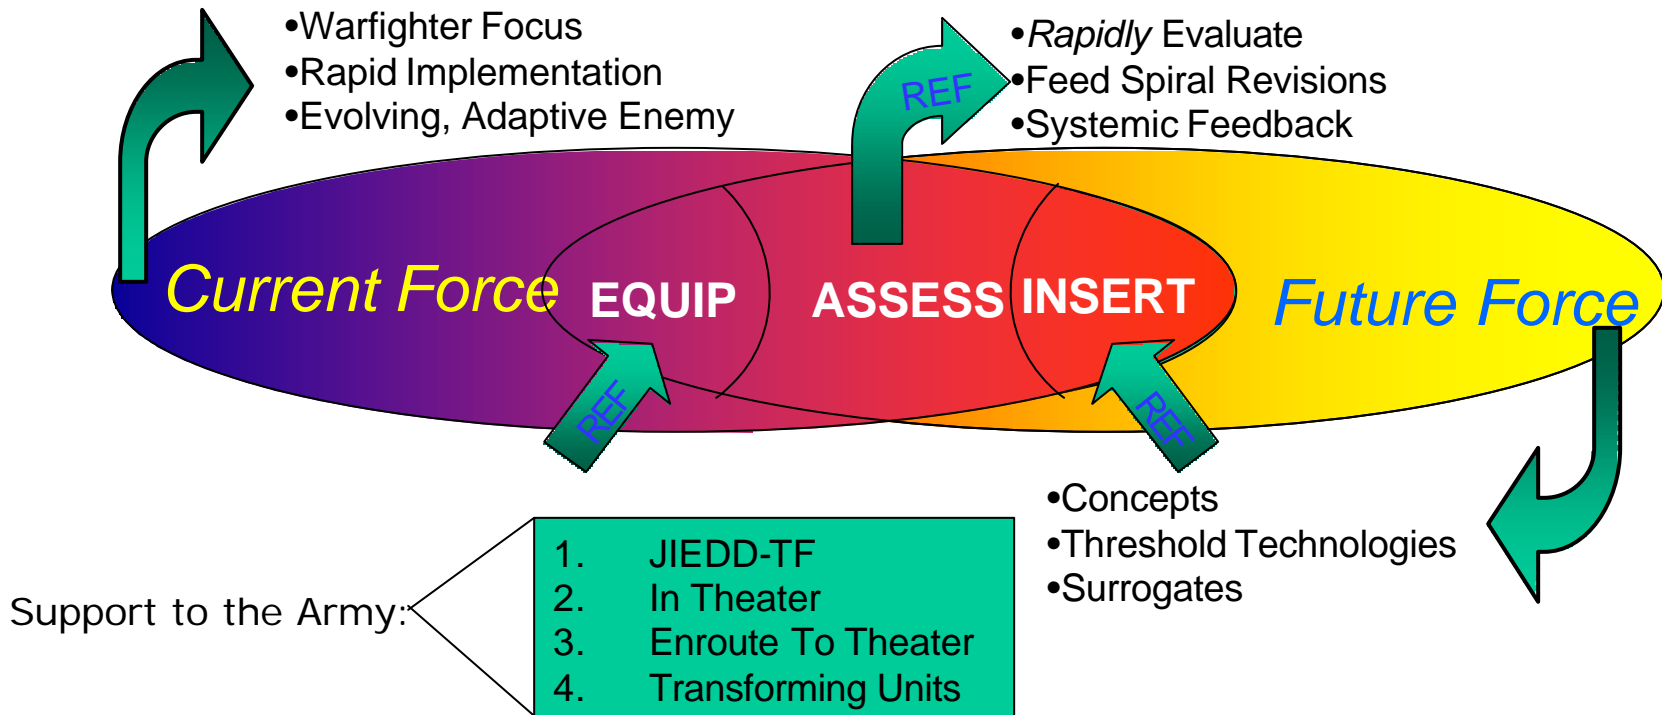 •Warfighter Focus
•Rapid Implementation
•Evolving, Adaptive Enemy
REF
•Rapidly Evaluate
•Feed Spiral Revisions
•Systemic Feedback
Current Force
EQUIP
ASSESS
INSERT
Future Force
REF
REF
•Concepts
•Threshold Technologies
•Surrogates
Support to the Army:
1. JIEDD-TF
2. In Theater
3. Enroute To Theater
4. Transforming Units